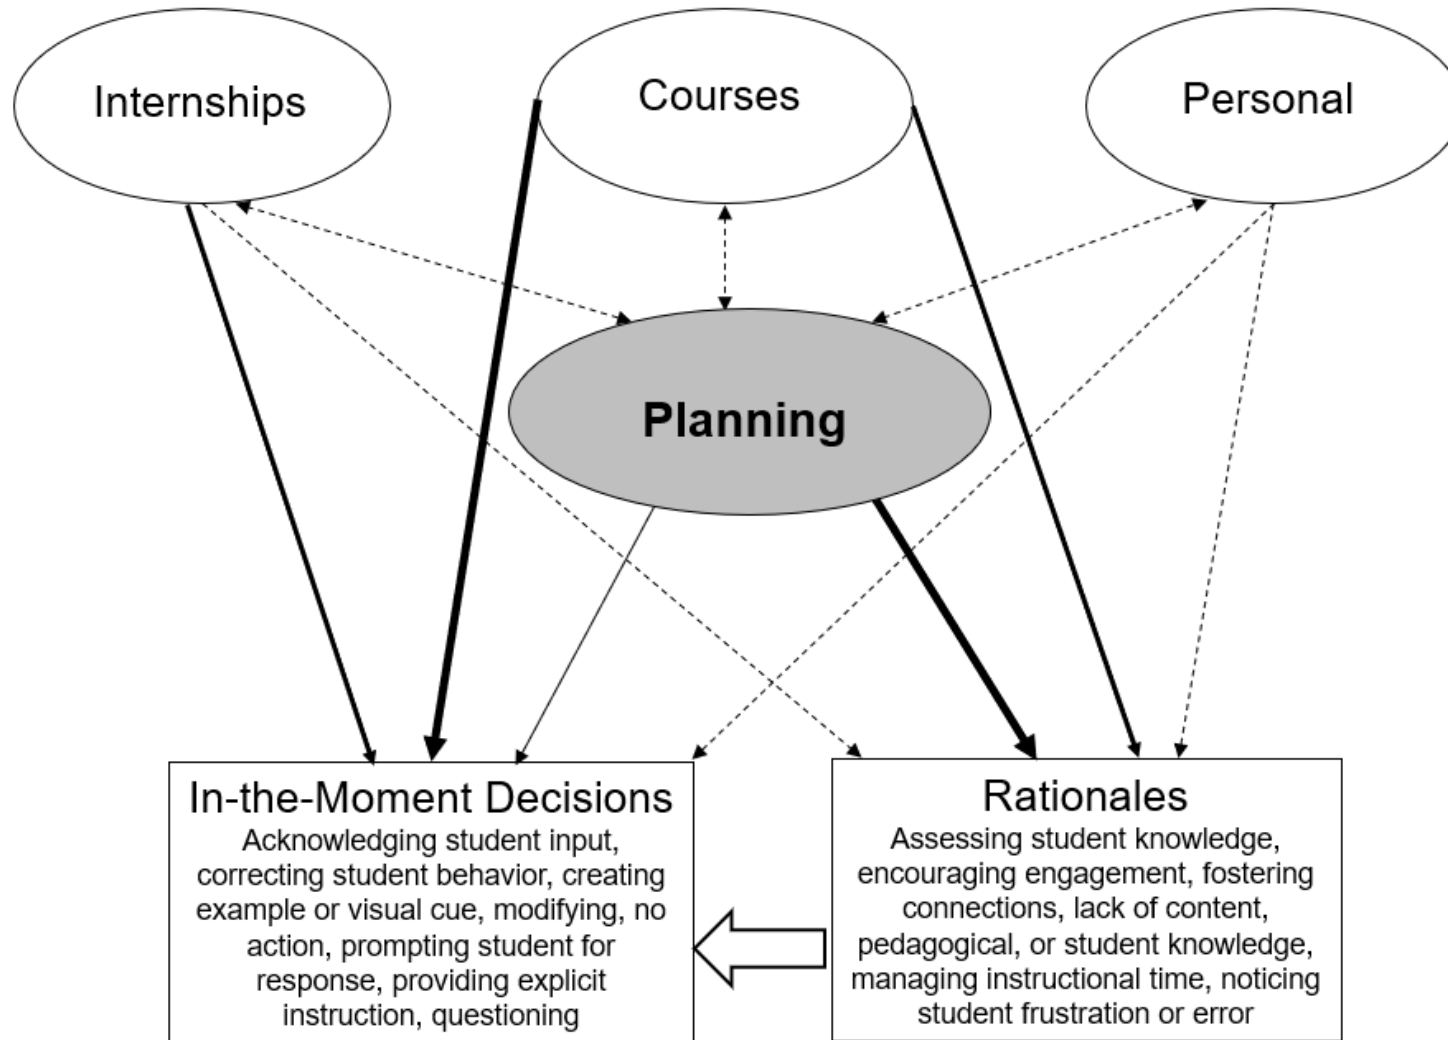 Internships
Courses
Personal
Planning
In-the-Moment Decisions
Acknowledging student input,
correcting student behavior, creating
example or visual cue, modifying, no
action, prompting student for
response, providing explicit
instruction, questioning
Rationales
Assessing student knowledge,
encouraging engagement, fostering
connections, lack of content,
pedagogical, or student knowledge,
managing instructional time, noticing
student frustration or error